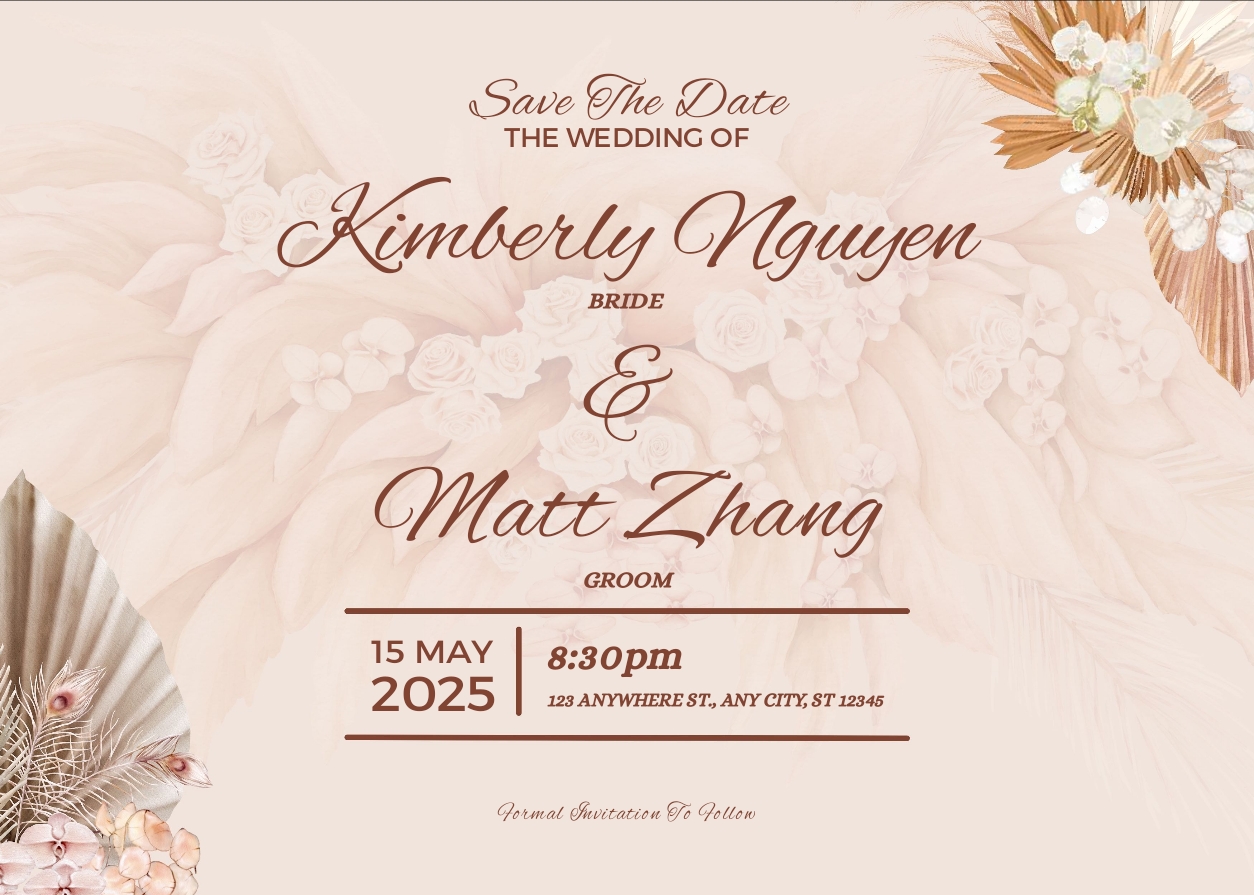 Save The Date
THE WEDDING OF
Kimberly Nguyen
BRIDE
&
Matt Zhang
GROOM
15 MAY
2025
8:30pm
123 ANYWHERE ST., ANY CITY, ST 12345
Formal Invitation To Follow